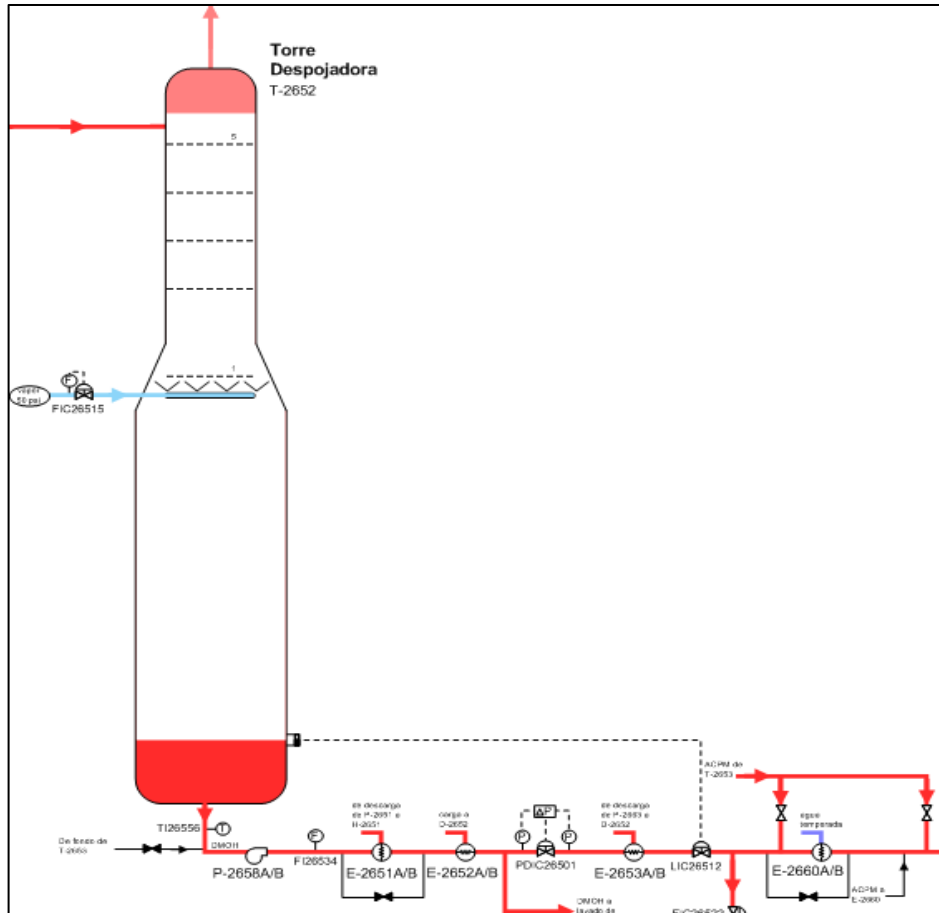 Torre
Despojadora
T-2652
5
1
vapor
50 psi
FIC26515
ACPM de
T-2653
De fondo de
T-2653
TI26556
T
DMOH
P-2658A/B
F
FI26534
de descarga
de P-2651 a
H-2651
E-2651A/B
carga a
D-2652
E-2652A/B
P
ΔP
P
PDIC26501
de descarga
de P-2663 a
D-2652
E-2653A/B
LIC26512
agua
temperada
E-2660A/B
ACPM a
E-2660
DMOH a
lavado de